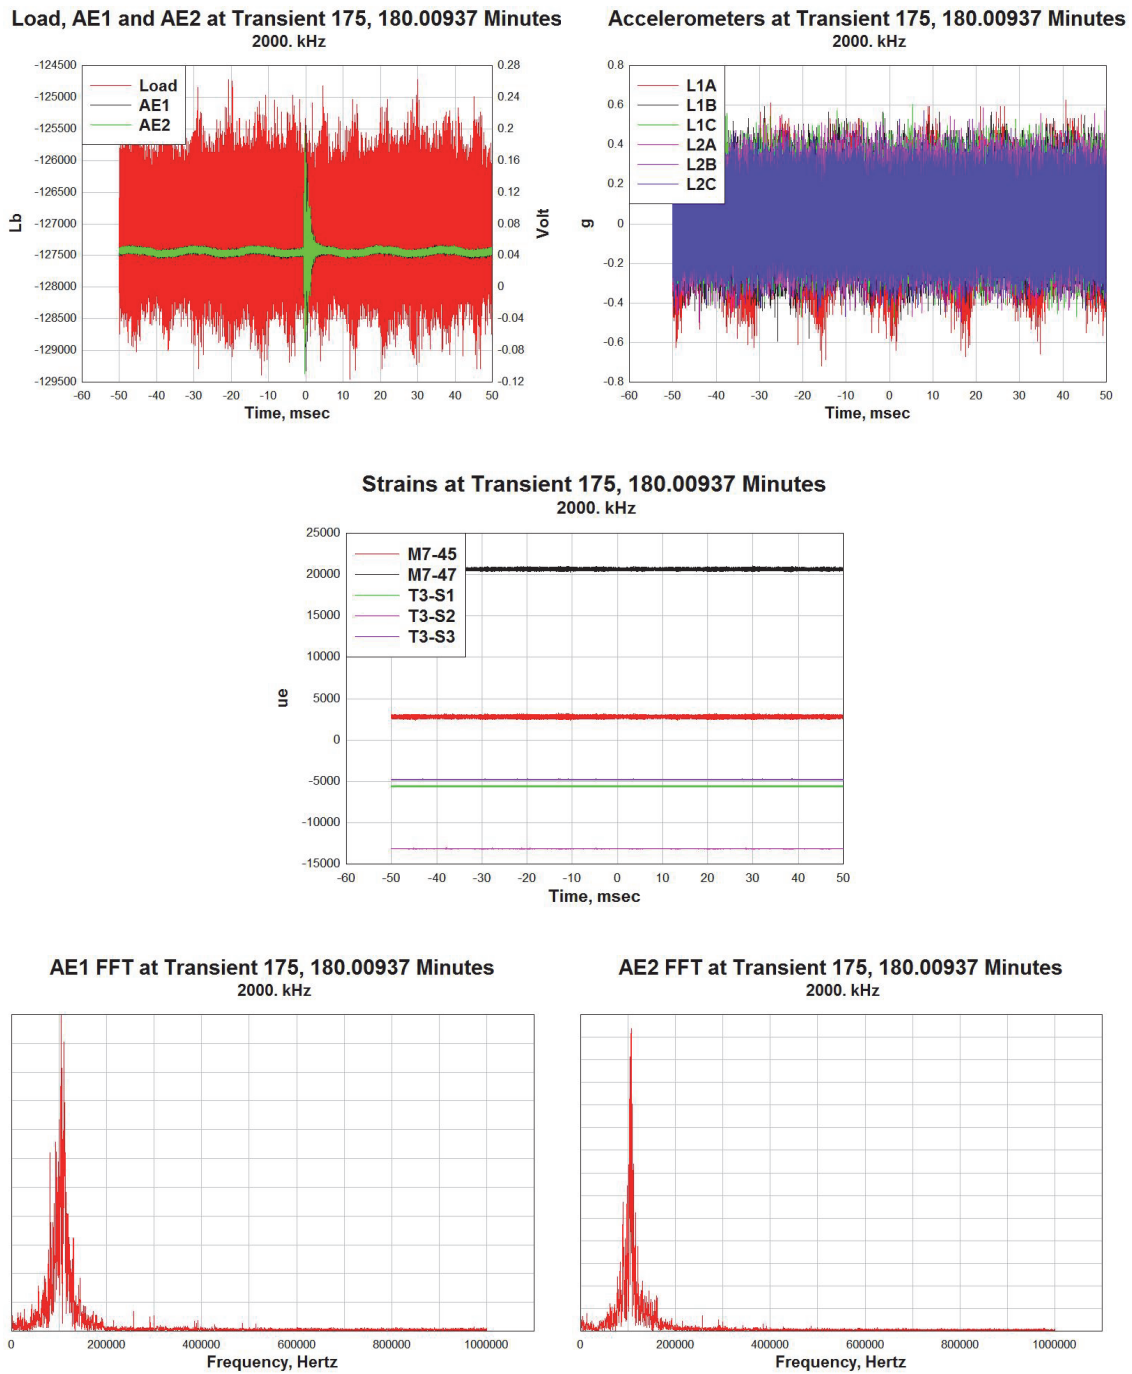 Load, AE1 and AE2 at Transient 175, 180.00937 Minutes
2000. kHz
-124500
-125000
-125500
-126000
-126500
-127000
-127500
-128000
-128500
-129000
-129500
Lb
Load
AE1
AE2
0.28
0.24
0.2
0.16
0.12
0.08
0.04
0
-0.04
-0.08
-0.12
Volt
-60 -50 -40 -30 -20 -10 0 10 20 30 40 50
Time, msec
Accelerometers at Transient 175, 180.00937 Minutes
2000. kHz
0.8
0.6
0.4
0.2
0
-0.2
-0.4
-0.6
-0.8
g
L1A
L1B
L1C
L2A
L2B
L2C
-60 -50 -40 -30 -20 -10 0 10 20 30 40 50
Time, msec
Strains at Transient 175, 180.00937 Minutes
2000. kHz
25000
20000
15000
10000
5000
0
-5000
-10000
-15000
ue
M7-45
M7-47
T3-S1
T3-S2
T3-S3
-60 -50 -40 -30 -20 -10 0 10 20 30 40 50
Time, msec
AE1 FFT at Transient 175, 180.00937 Minutes
2000. kHz
0 200000 400000 600000 800000 1000000
Frequency, Hertz
AE2 FFT at Transient 175, 180.00937 Minutes
2000. kHz
0 200000 400000 600000 800000 1000000
Frequency, Hertz